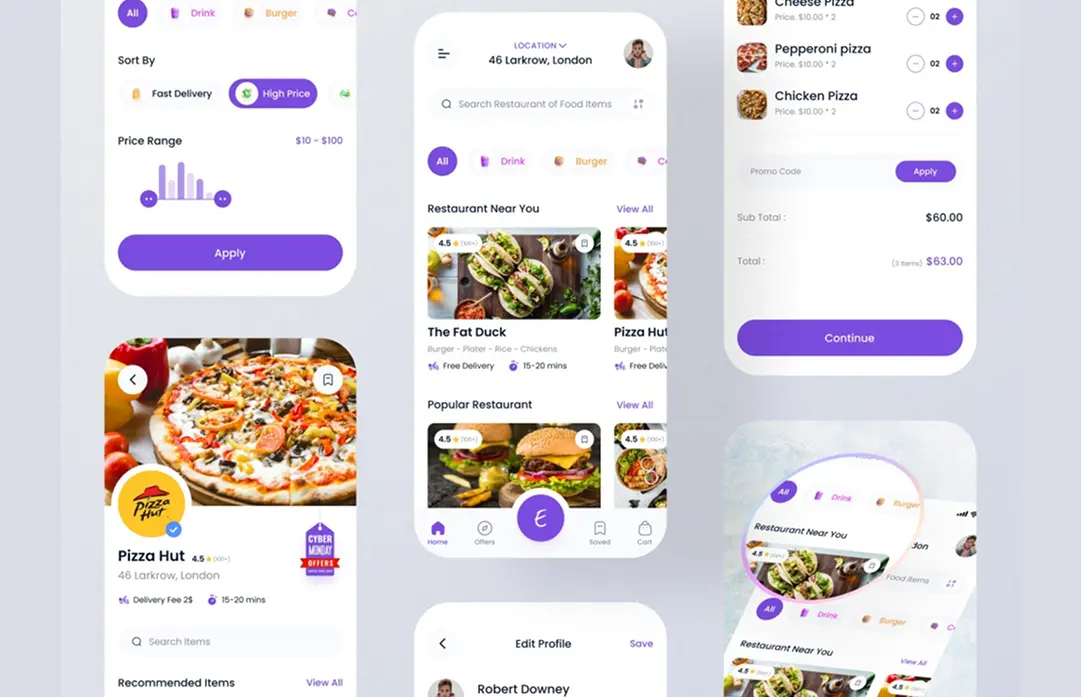 All Drink Burger
Sort By
Fast Delivery High Price
Price Range $10 - $100
Apply
Pizza Hut
Pizza Hut 4.5 (100+)
46 Larkrow, London
CYBER
MONDAY
OFFERS
Delivery Fee 2$ 15-20 mins
Search Items
Recommended Items View All
LOCATION
46 Larkrow, London
Search Restaurant of Food Items
All Drink Burger
Restaurant Near You View All
4.5 (100+) 4.5 (100+)
The Fat Duck Pizza Hut
Burger - Plater - Rice - Chickens Burger - Plate
Free Delivery 15-20 mins Free Deliv
Popular Restaurant View All
4.5 (100+) 4.5 (100+)
E
Home Offers Saved Cart
Edit Profile Save
Robert Downey
Cheese Pizza
Price. $10.00 * 2 02
Pepperoni pizza
Price. $10.00 * 2 02
Chicken Pizza
Price. $10.00 * 2 02
Promo Code Apply
Sub Total : $60.00
Total : (3 items) $63.00
Continue
All Drink Burger
Restaurant Near You
4.5
don
Food Items
All Drink Burger
Restaurant Near You View All
4.5 4.5